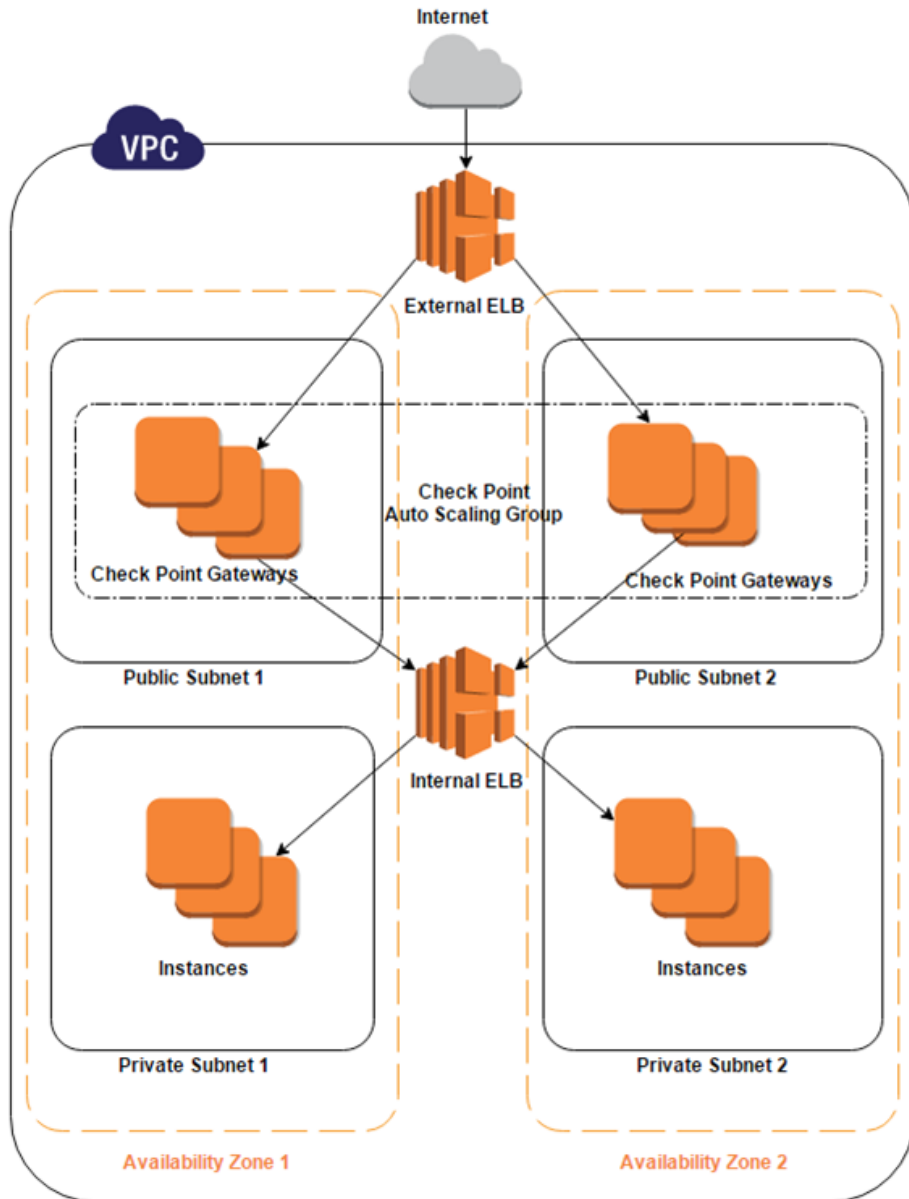 Internet
VPC
External ELB
Check Point
Auto Scaling Group
Check Point Gateways
Check Point Gateways
Public Subnet 1
Public Subnet 2
Internal ELB
Instances
Instances
Private Subnet 1
Private Subnet 2
Availability Zone 1
Availability Zone 2